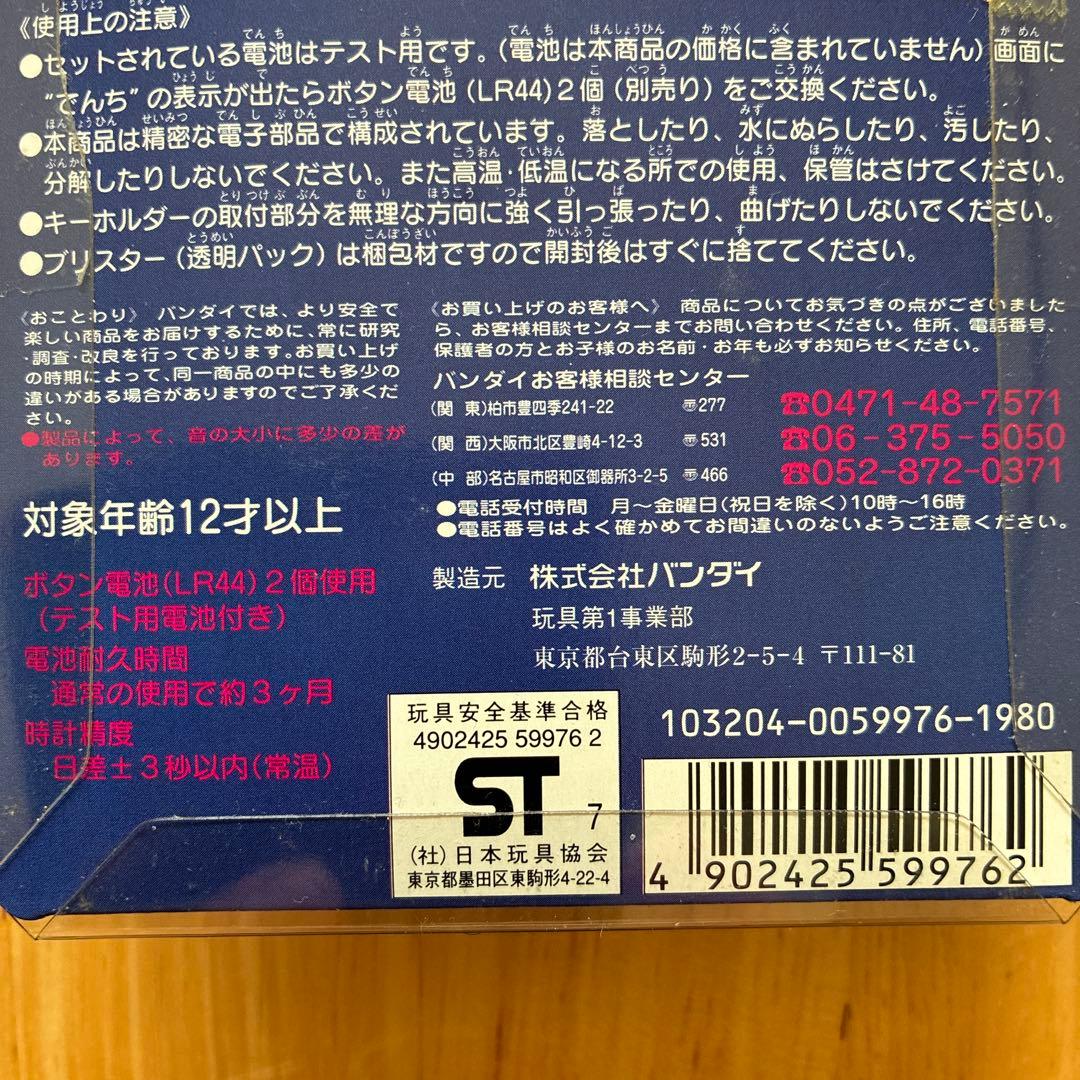 《使用上の注意》
●セットされている電池はテスト用です。(電池は本商品の価格に含まれていません)画面に
“でんち”の表示が出たらボタン電池(LR44)2個(別売り)をご交換ください。
●本商品は精密な電子部品で構成されています。落としたり、水にぬらしたり、汚したり、
分解したりしないでください。また高温・低温になる所での使用、保管はさけてください。
●キーホルダーの取付部分を無理な方向に強く引っ張ったり、曲げたりしないでください。
●ブリスター(透明パック)は梱包材ですので開封後はすぐに捨ててください。
《おことわり》 バンダイでは、より安全で
楽しい商品をお届けするために、常に研究
・調査・改良を行っております。お買い上げ
の時期によって、同一商品の中にも多少の
違いがある場合がありますのでご了承くだ
さい。
●製品によって、音の大小に多少の差が
あります。
対象年齢12才以上
ボタン電池(LR44)2個使用
(テスト用電池付き)
電池耐久時間
通常の使用で約3ヶ月
時計精度
日差±3秒以内(常温)
《お買い上げのお客様へ》 商品についてお気づきの点がございました
ら、お客様相談センターまでお問い合わせください。住所、電話番号、
保護者の方とお子様のお名前・お年も必ずお知らせください。
バンダイお客様相談センター
(関 東)柏市豊四季241-22 〠277 ☎0471-48-7571
(関 西)大阪市北区豊崎4-12-3 〠531 ☎06-375-5050
(中 部)名古屋市昭和区御器所3-2-5 〠466 ☎052-872-0371
●電話受付時間 月~金曜日(祝日を除く)10時~16時
●電話番号はよく確かめてお間違いのないようご注意ください。
製造元 株式会社バンダイ
玩具第1事業部
東京都台東区駒形2-5-4 〒111-81
玩具安全基準合格
4902425 59976 2
ST 7
(社)日本玩具協会
東京都墨田区東駒形4-22-4
103204-0059976-1980
4 902425 599762